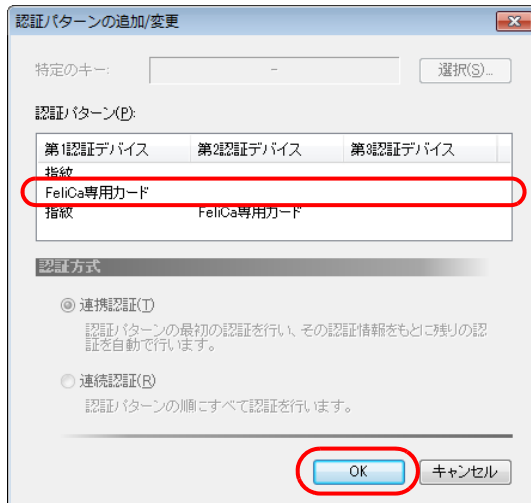 認証パターンの追加/変更
特定のキー: - 選択(S)...
認証パターン(P):
第1認証デバイス 第2認証デバイス 第3認証デバイス
指紋
FeliCa専用カード
指紋 FeliCa専用カード
認証方式
連携認証(T)
認証パターンの最初の認証を行い、その認証情報をもとに残りの認
証を自動で行います。
連続認証(R)
認証パターンの順にすべて認証を行います。
OK キャンセル